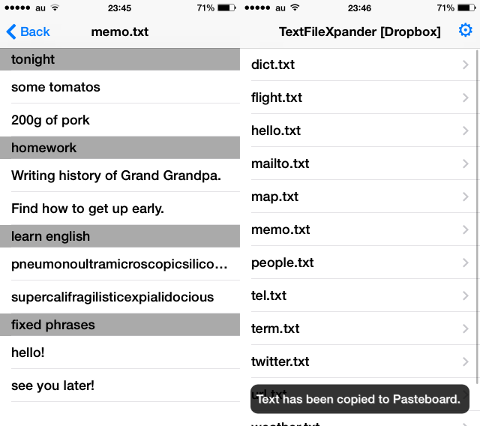 au 23:45 71%
Back memo.txt
tonight
some tomatos
200g of pork
homework
Writing history of Grand Grandpa.
Find how to get up early.
learn english
pneumonoultramicroscopicsilico…
supercalifragilisticexpialidocious
fixed phrases
hello!
see you later!
au 23:46 71%
TextFileXpander [Dropbox]
dict.txt
flight.txt
hello.txt
mailto.txt
map.txt
memo.txt
people.txt
tel.txt
term.txt
twitter.txt
Text has been copied to Pasteboard.